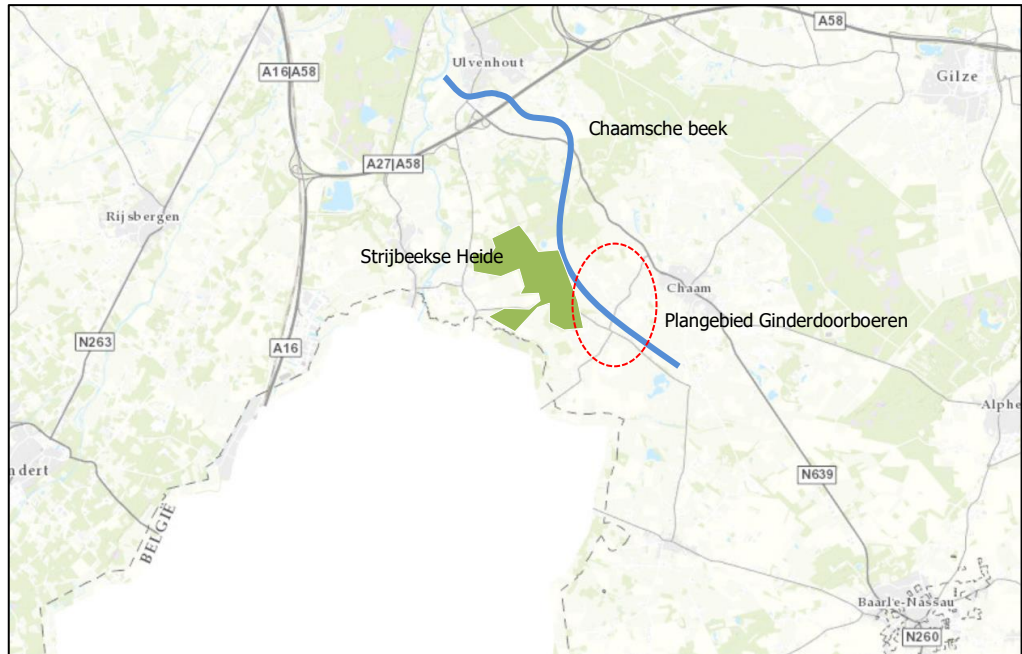 A58
Ulvenhout
A16|A58
Gilze
Chaamsche beek
A27|A58
Rijsbergen
Strijbeekse Heide
Chaam
Plangebied Ginderdoorboeren
N263
A16
Alphe
ndert
N639
BELGIË
Baarle-Nassau
N260